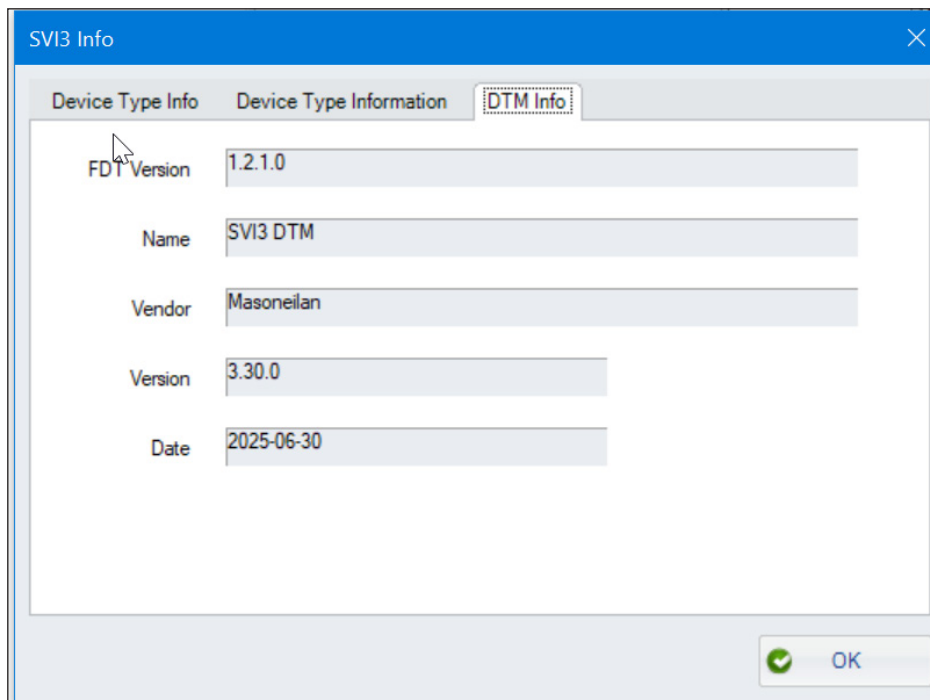 SVI3 Info
Device Type Info Device Type Information DTM Info
FDT Version 1.2.1.0
Name SVI3 DTM
Vendor Masoneilan
Version 3.30.0
Date 2025-06-30
OK